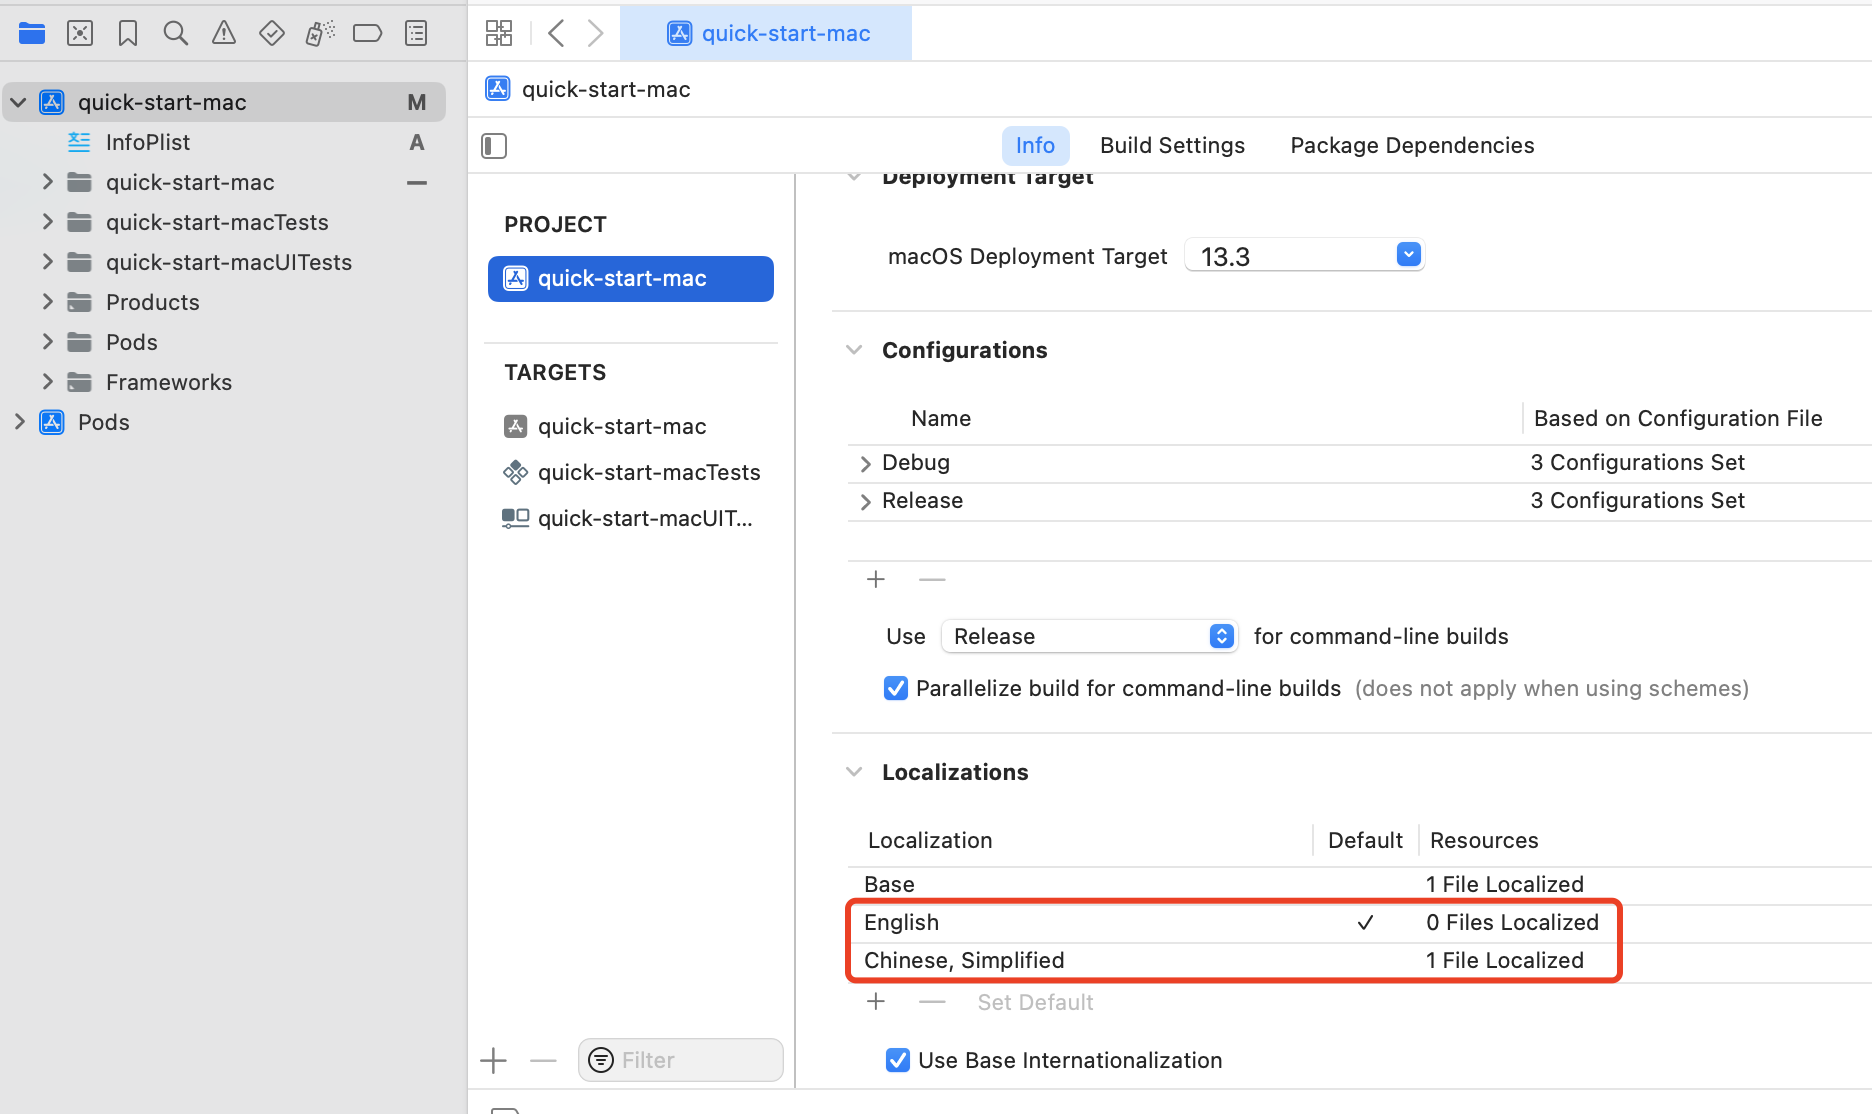 quick-start-mac
quick-start-mac M
InfoPlist A
quick-start-mac
quick-start-macTests
quick-start-macUITests
Products
Pods
Frameworks
Pods
quick-start-mac
Info Build Settings Package Dependencies
PROJECT
quick-start-mac
TARGETS
quick-start-mac
quick-start-macTests
quick-start-macUIT...
Filter
Deployment Target
macOS Deployment Target 13.3
Configurations
Name Based on Configuration File
Debug 3 Configurations Set
Release 3 Configurations Set
Use Release for command-line builds
Parallelize build for command-line builds (does not apply when using schemes)
Localizations
Localization Default Resources
Base 1 File Localized
English ✓ 0 Files Localized
Chinese, Simplified 1 File Localized
Set Default
Use Base Internationalization